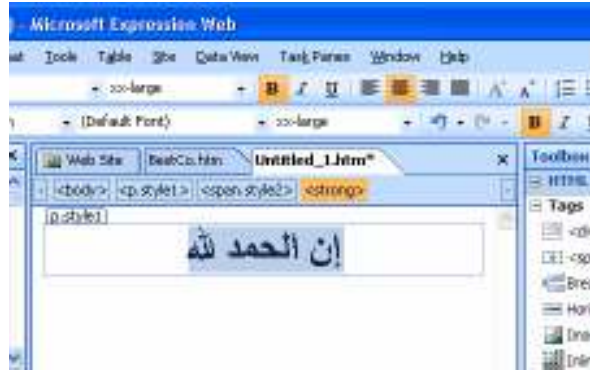 - Microsoft Expression Web
Tools Table Site Data View Task Panes Window Help
xx-large B I U A A
(Default Font) xx-large B I
Web Site BestCo.htm Untitled_1.htm* Toolbox
<body> <p.style1> <span.style2> <strong> HTML
p.style1 Tags
إن الحمد لله